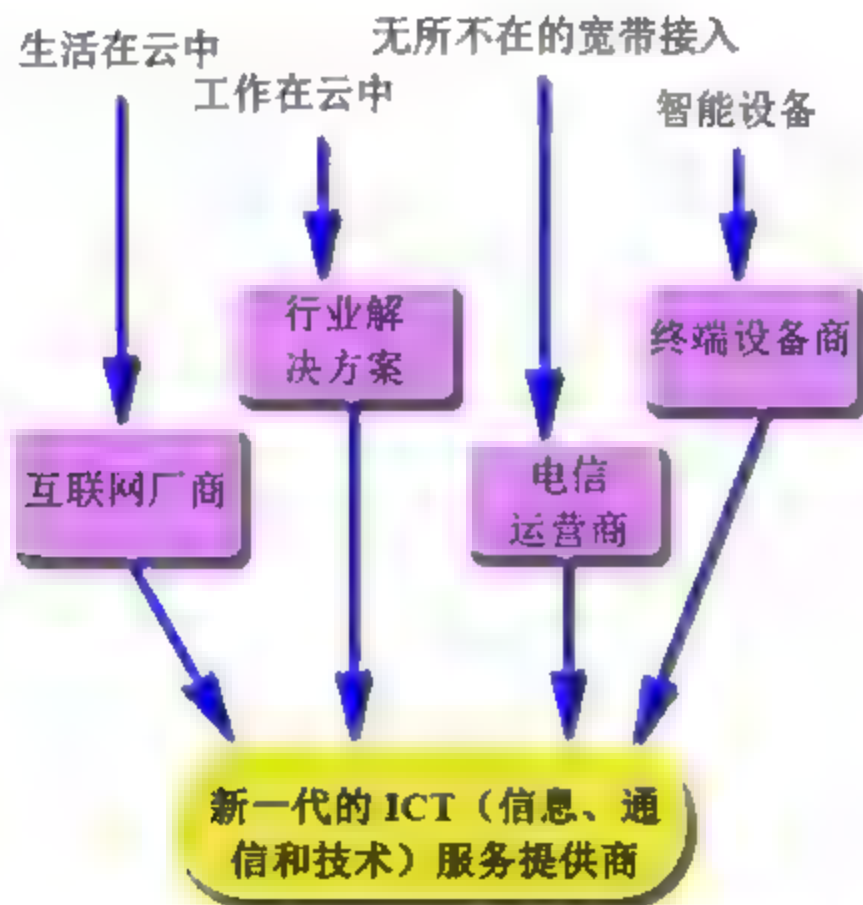 生活在云中
无所不在的宽带接入
工作在云中
智能设备
行业解
决方案
终端设备商
互联网厂商
电信
运营商
新一代的 ICT（信息、通
信和技术）服务提供商